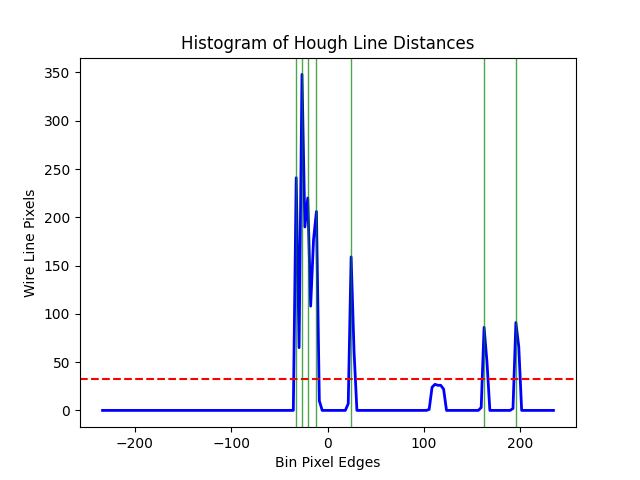 Histogram of Hough Line Distances
350
300
250
200
150
100
50
0
Wire Line Pixels
−200 −100 0 100 200
Bin Pixel Edges